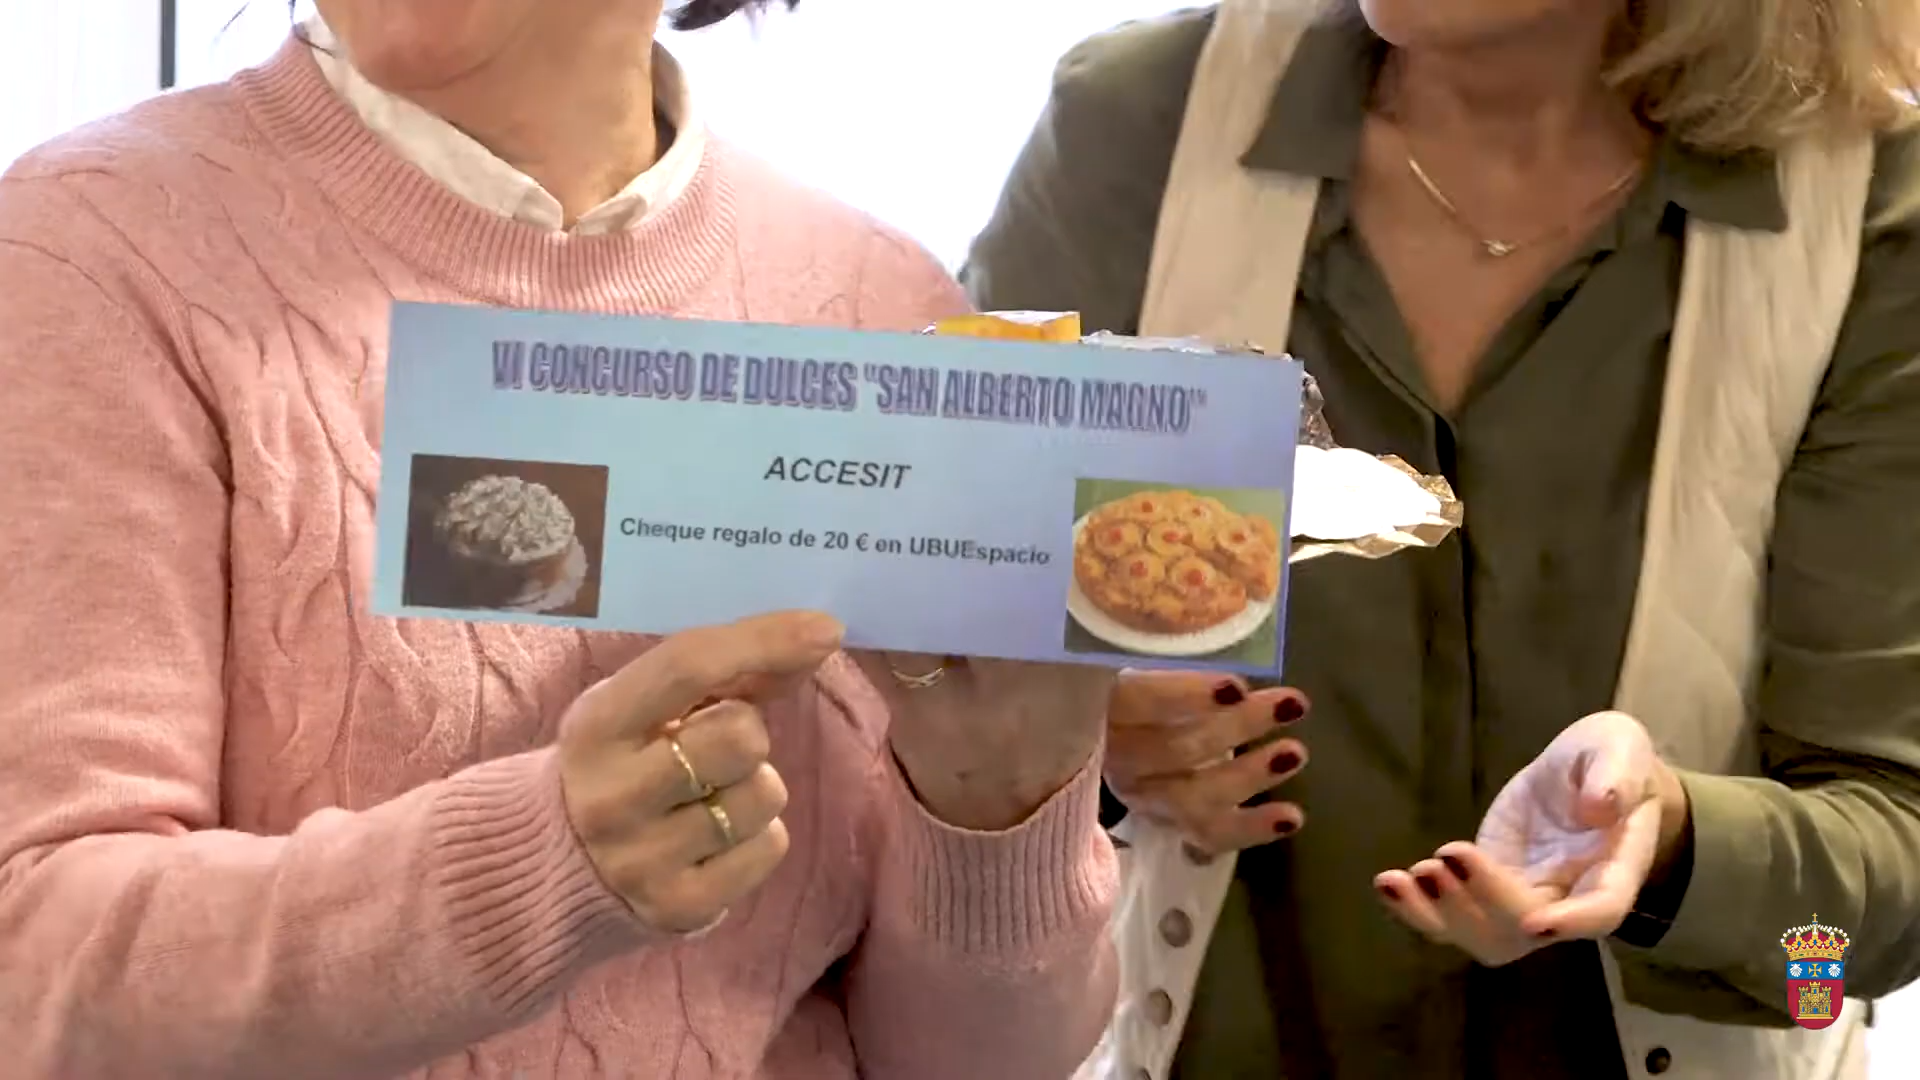 VI CONCURSO DE DULCES "SAN ALBERTO MAGNO"
ACCESIT
Cheque regalo de 20 € en UBUEspacio